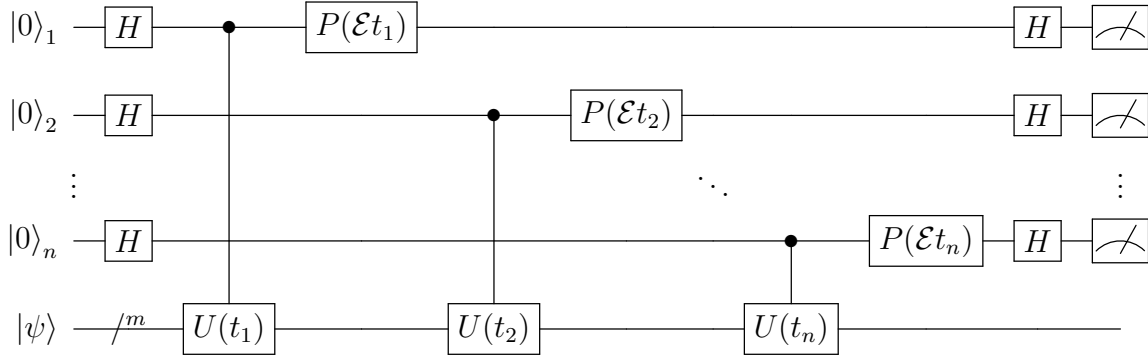 |0⟩₁ H P(ℰt₁) H
|0⟩₂ H P(ℰt₂) H
⋮ ⋱ ⋮
|0⟩ₙ H P(ℰtₙ) H
|ψ⟩ m U(t₁) U(t₂) U(tₙ)